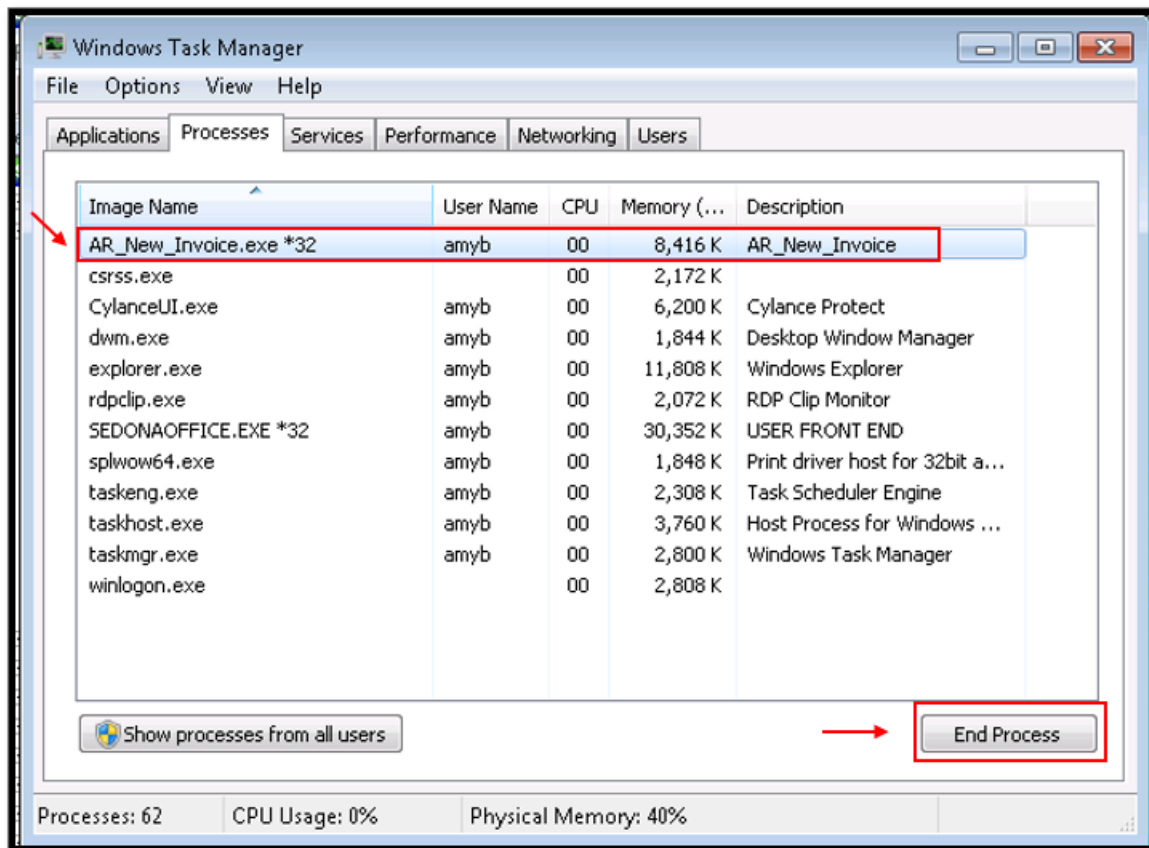 Windows Task Manager
File Options View Help
Applications Processes Services Performance Networking Users
Image Name User Name CPU Memory (... Description
AR_New_Invoice.exe *32 amyb 00 8,416 K AR_New_Invoice
csrss.exe 00 2,172 K
CylanceUI.exe amyb 00 6,200 K Cylance Protect
dwm.exe amyb 00 1,844 K Desktop Window Manager
explorer.exe amyb 00 11,808 K Windows Explorer
rdpclip.exe amyb 00 2,072 K RDP Clip Monitor
SEDONAOFFICE.EXE *32 amyb 00 30,352 K USER FRONT END
splwow64.exe amyb 00 1,848 K Print driver host for 32bit a...
taskeng.exe amyb 00 2,308 K Task Scheduler Engine
taskhost.exe amyb 00 3,760 K Host Process for Windows ...
taskmgr.exe amyb 00 2,800 K Windows Task Manager
winlogon.exe 00 2,808 K
Show processes from all users End Process
Processes: 62 CPU Usage: 0% Physical Memory: 40%